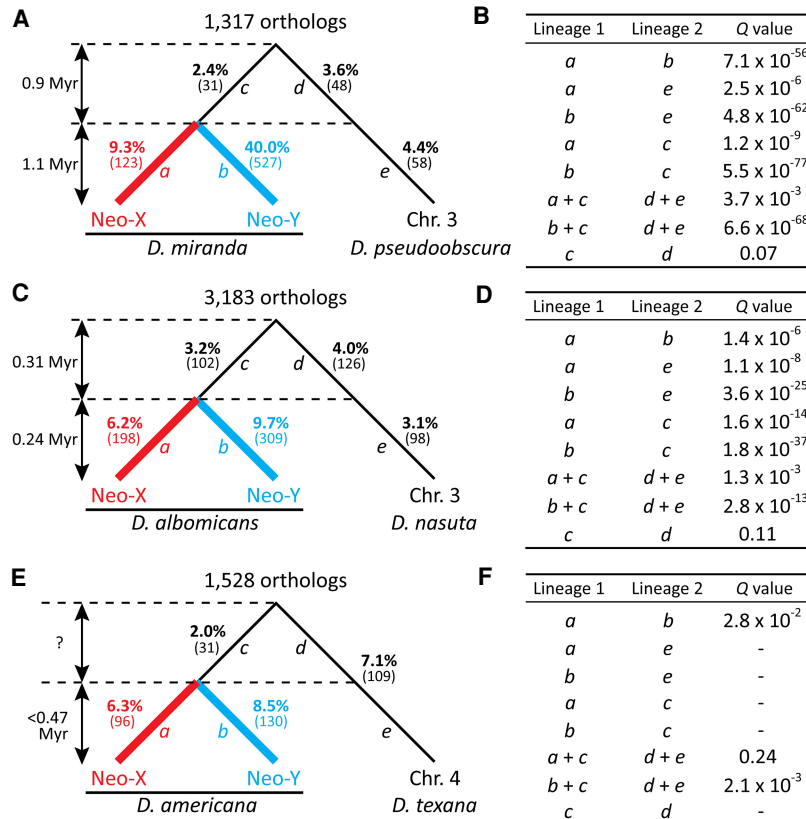 A
1,317 orthologs
0.9 Myr
2.4%
(31)
c
d
3.6%
(48)
1.1 Myr
9.3%
(123)
a
40.0%
(527)
b
4.4%
(58)
e
Neo-X
Neo-Y
Chr. 3
D. miranda
D. pseudoobscura
B
Lineage 1 Lineage 2 Q value
a b 7.1 x 10⁻⁵⁶
a e 2.5 x 10⁻⁶
b e 4.8 x 10⁻⁶²
a c 1.2 x 10⁻⁹
b c 5.5 x 10⁻⁷⁷
a + c d + e 3.7 x 10⁻³
b + c d + e 6.6 x 10⁻⁶⁸
c d 0.07
C
3,183 orthologs
0.31 Myr
3.2%
(102)
c
d
4.0%
(126)
0.24 Myr
6.2%
(198)
a
9.7%
(309)
b
3.1%
(98)
e
Neo-X
Neo-Y
Chr. 3
D. albomicans
D. nasuta
D
Lineage 1 Lineage 2 Q value
a b 1.4 x 10⁻⁶
a e 1.1 x 10⁻⁸
b e 3.6 x 10⁻²⁵
a c 1.6 x 10⁻¹⁴
b c 1.8 x 10⁻³⁷
a + c d + e 1.3 x 10⁻³
b + c d + e 2.8 x 10⁻¹³
c d 0.11
E
1,528 orthologs
?
2.0%
(31)
c
d
7.1%
(109)
<0.47
Myr
6.3%
(96)
a
8.5%
(130)
b
e
Neo-X
Neo-Y
Chr. 4
D. americana
D. texana
F
Lineage 1 Lineage 2 Q value
a b 2.8 x 10⁻²
a e -
b e -
a c -
b c -
a + c d + e 0.24
b + c d + e 2.1 x 10⁻³
c d -